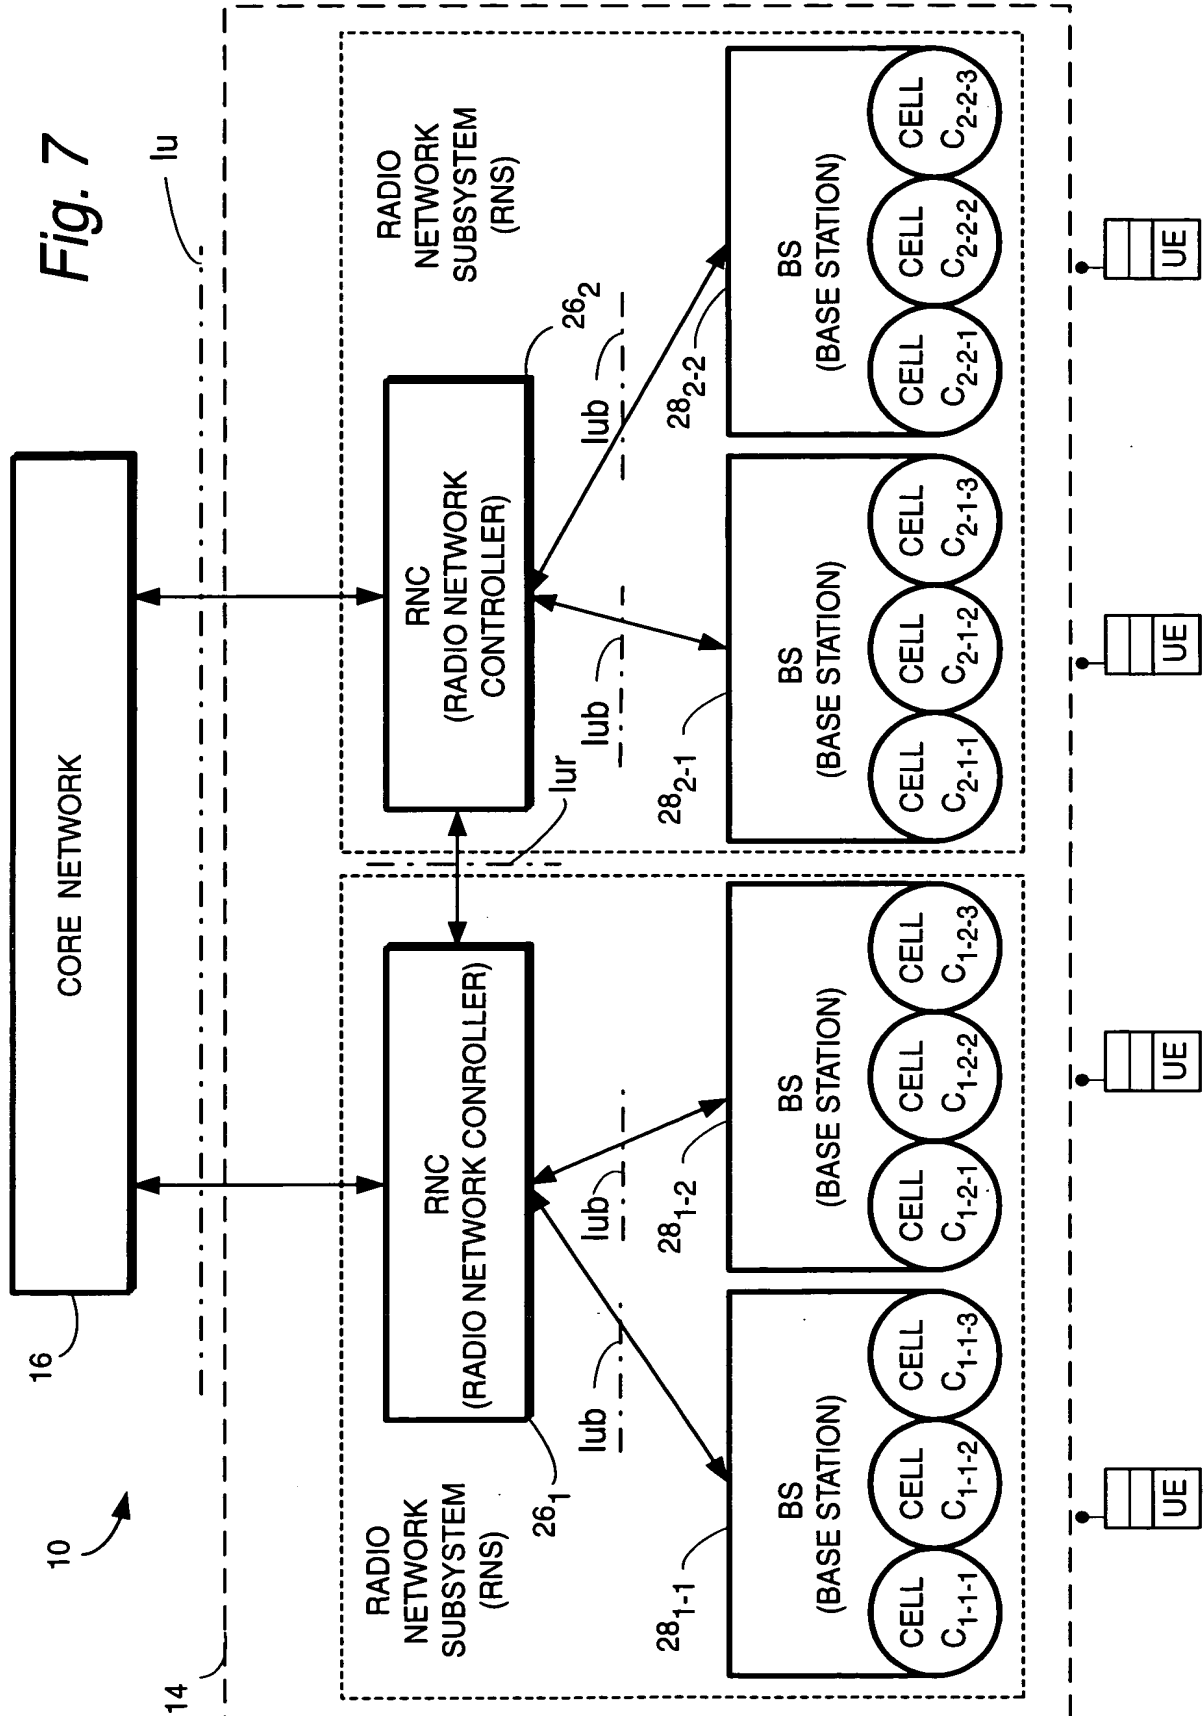 Fig. 7
10
16
CORE NETWORK
Iu
14
RADIO
NETWORK
SUBSYSTEM
(RNS)
RNC
(RADIO NETWORK CONROLLER)
26₁
Iur
RNC
(RADIO NETWORK
CONTROLLER)
26₂
RADIO
NETWORK
SUBSYSTEM
(RNS)
Iub
Iub
Iub
Iub
28₁₋₁
BS
(BASE STATION)
CELL
C₁₋₁₋₁
CELL
C₁₋₁₋₂
CELL
C₁₋₁₋₃
28₁₋₂
BS
(BASE STATION)
CELL
C₁₋₂₋₁
CELL
C₁₋₂₋₂
CELL
C₁₋₂₋₃
28₂₋₁
BS
(BASE STATION)
CELL
C₂₋₁₋₁
CELL
C₂₋₁₋₂
CELL
C₂₋₁₋₃
28₂₋₂
BS
(BASE STATION)
CELL
C₂₋₂₋₁
CELL
C₂₋₂₋₂
CELL
C₂₋₂₋₃
UE
UE
UE
UE